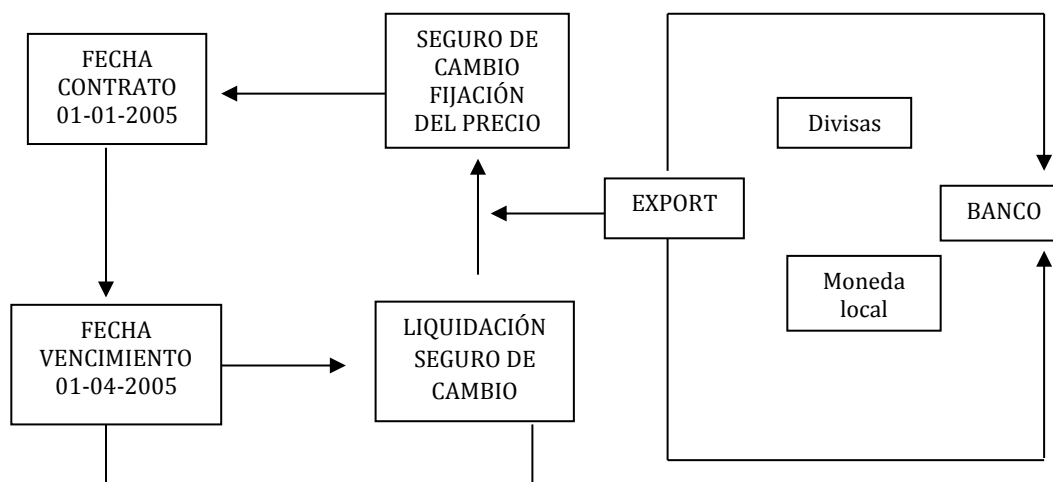 FECHA
CONTRATO
01-01-2005
SEGURO DE
CAMBIO
FIJACIÓN
DEL PRECIO
Divisas
EXPORT
BANCO
Moneda
local
FECHA
VENCIMIENTO
01-04-2005
LIQUIDACIÓN
SEGURO DE
CAMBIO